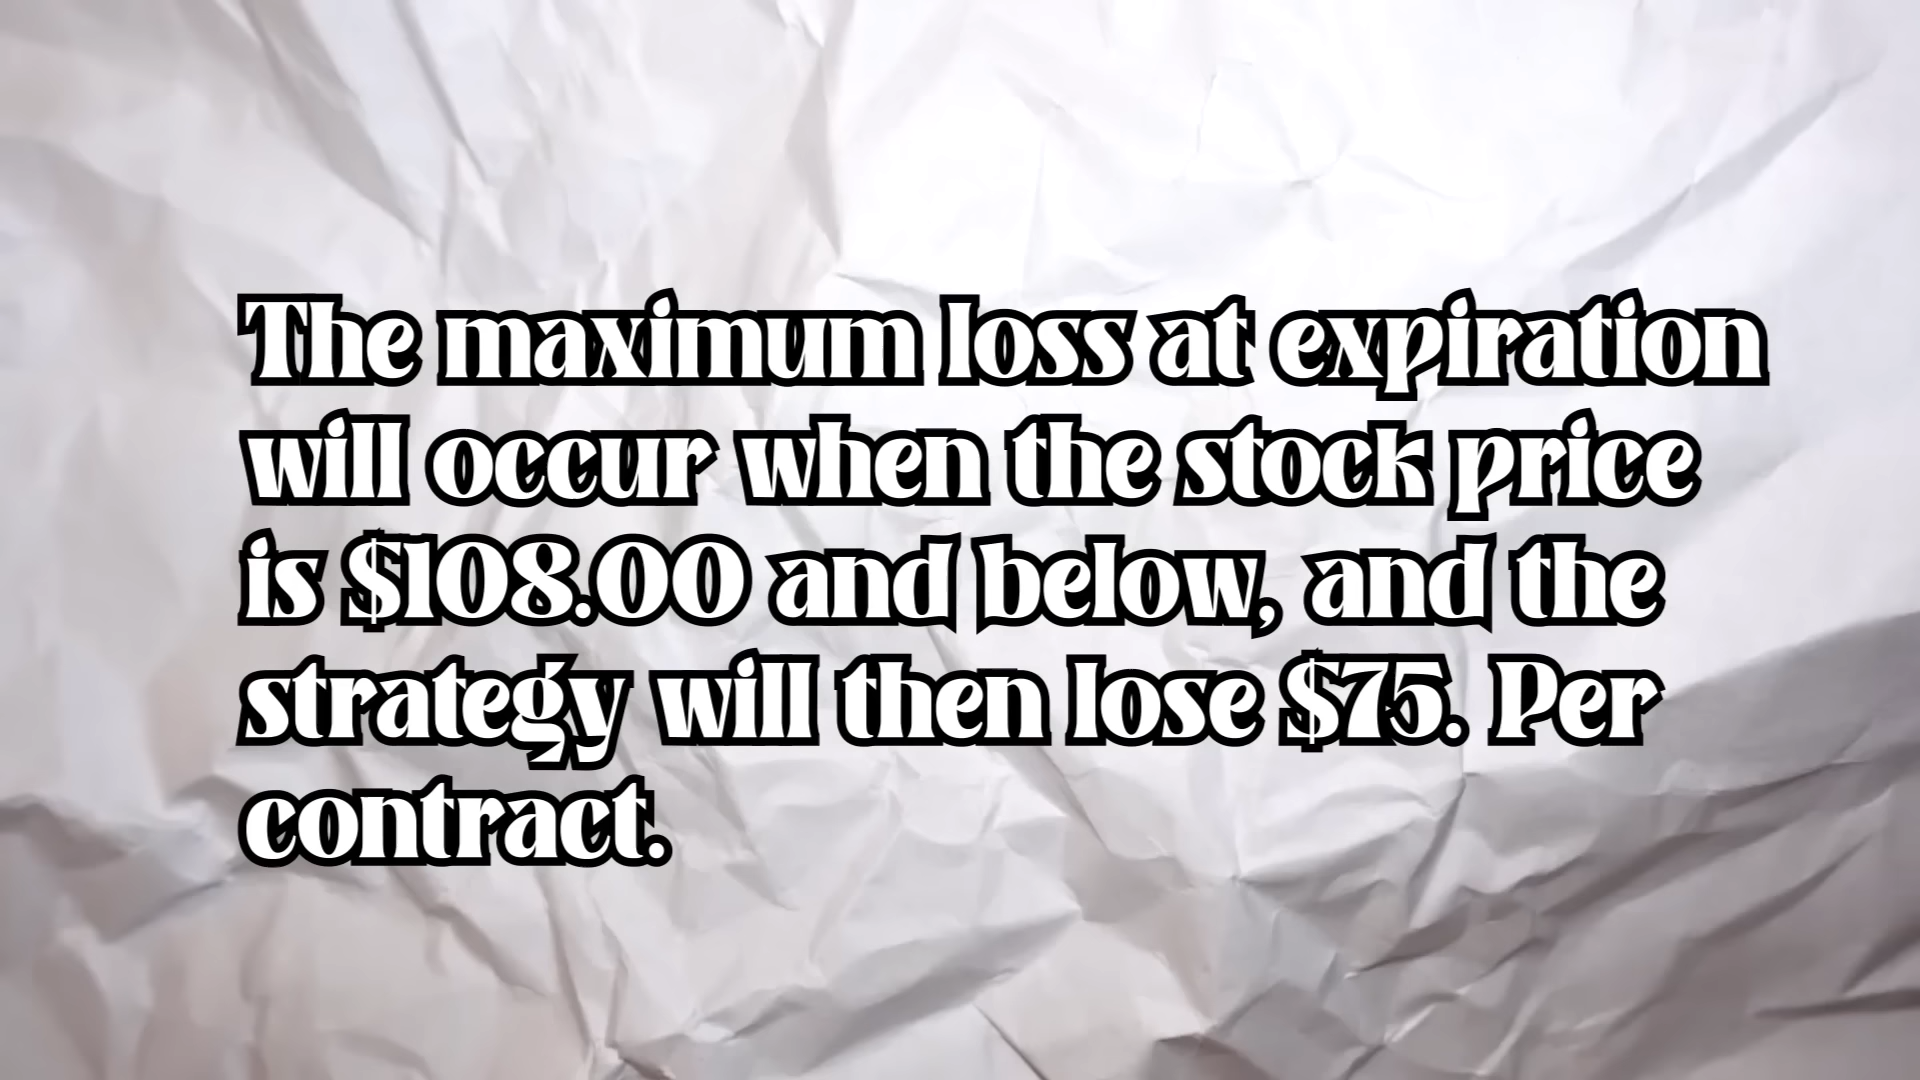 The maximum loss at expiration
will occur when the stock price
is $108.00 and below, and the
strategy will then lose $75. Per
contract.